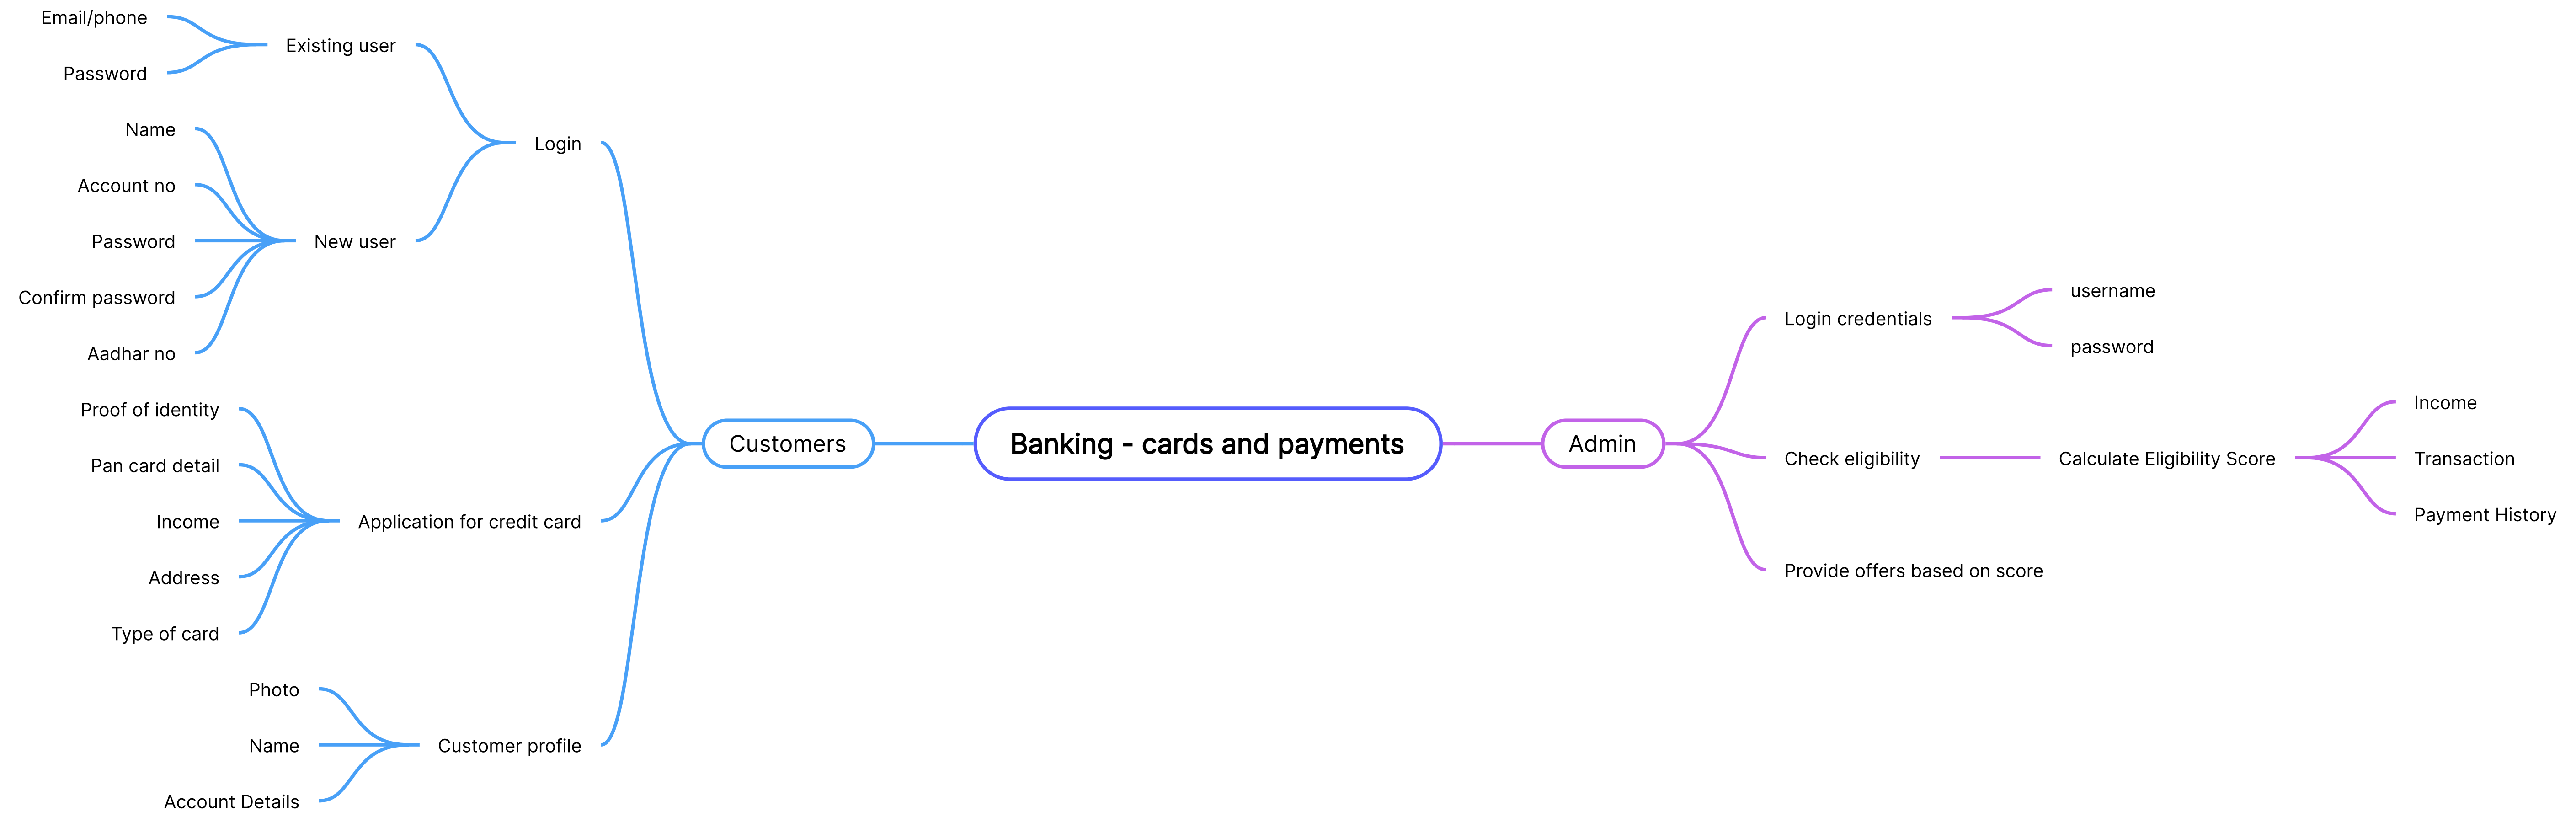 Email/phone
Existing user
Password
Name
Account no
Login
Password
New user
Confirm password
Aadhar no
Proof of identity
Pan card detail
Income
Application for credit card
Address
Type of card
Photo
Name
Customer profile
Account Details
Customers
Banking - cards and payments
Admin
Login credentials
username
password
Check eligibility
Calculate Eligibility Score
Income
Transaction
Payment History
Provide offers based on score